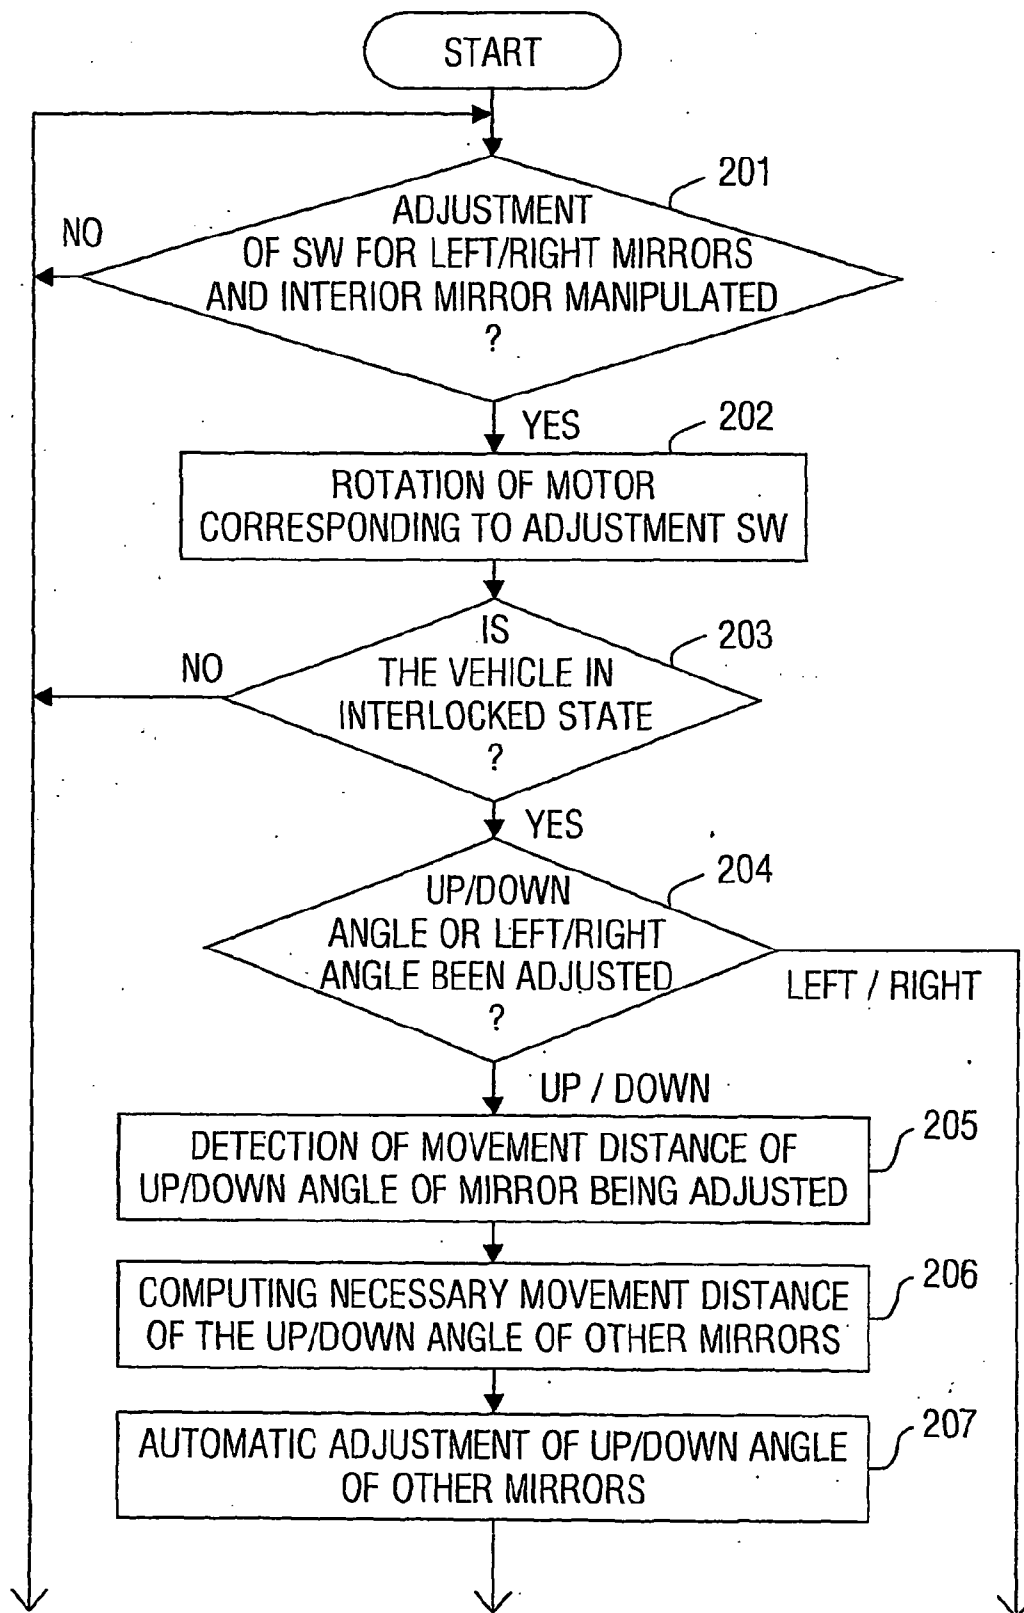 START
201
ADJUSTMENT
OF SW FOR LEFT/RIGHT MIRRORS
AND INTERIOR MIRROR MANIPULATED
?
NO
YES
202
ROTATION OF MOTOR
CORRESPONDING TO ADJUSTMENT SW
203
IS
THE VEHICLE IN
INTERLOCKED STATE
?
NO
YES
204
UP/DOWN
ANGLE OR LEFT/RIGHT
ANGLE BEEN ADJUSTED
?
LEFT / RIGHT
UP / DOWN
205
DETECTION OF MOVEMENT DISTANCE OF
UP/DOWN ANGLE OF MIRROR BEING ADJUSTED
206
COMPUTING NECESSARY MOVEMENT DISTANCE
OF THE UP/DOWN ANGLE OF OTHER MIRRORS
207
AUTOMATIC ADJUSTMENT OF UP/DOWN ANGLE
OF OTHER MIRRORS